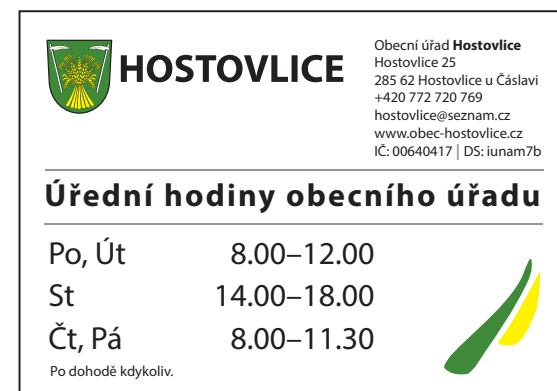 HOSTOVLICE
Obecní úřad Hostovlice
Hostovlice 25
285 62 Hostovlice u Čáslavi
+420 772 720 769
hostovlice@seznam.cz
www.obec-hostovlice.cz
IČ: 00640417 | DS: iunam7b
Úřední hodiny obecního úřadu
Po, Út 8.00–12.00
St 14.00–18.00
Čt, Pá 8.00–11.30
Po dohodě kdykoliv.